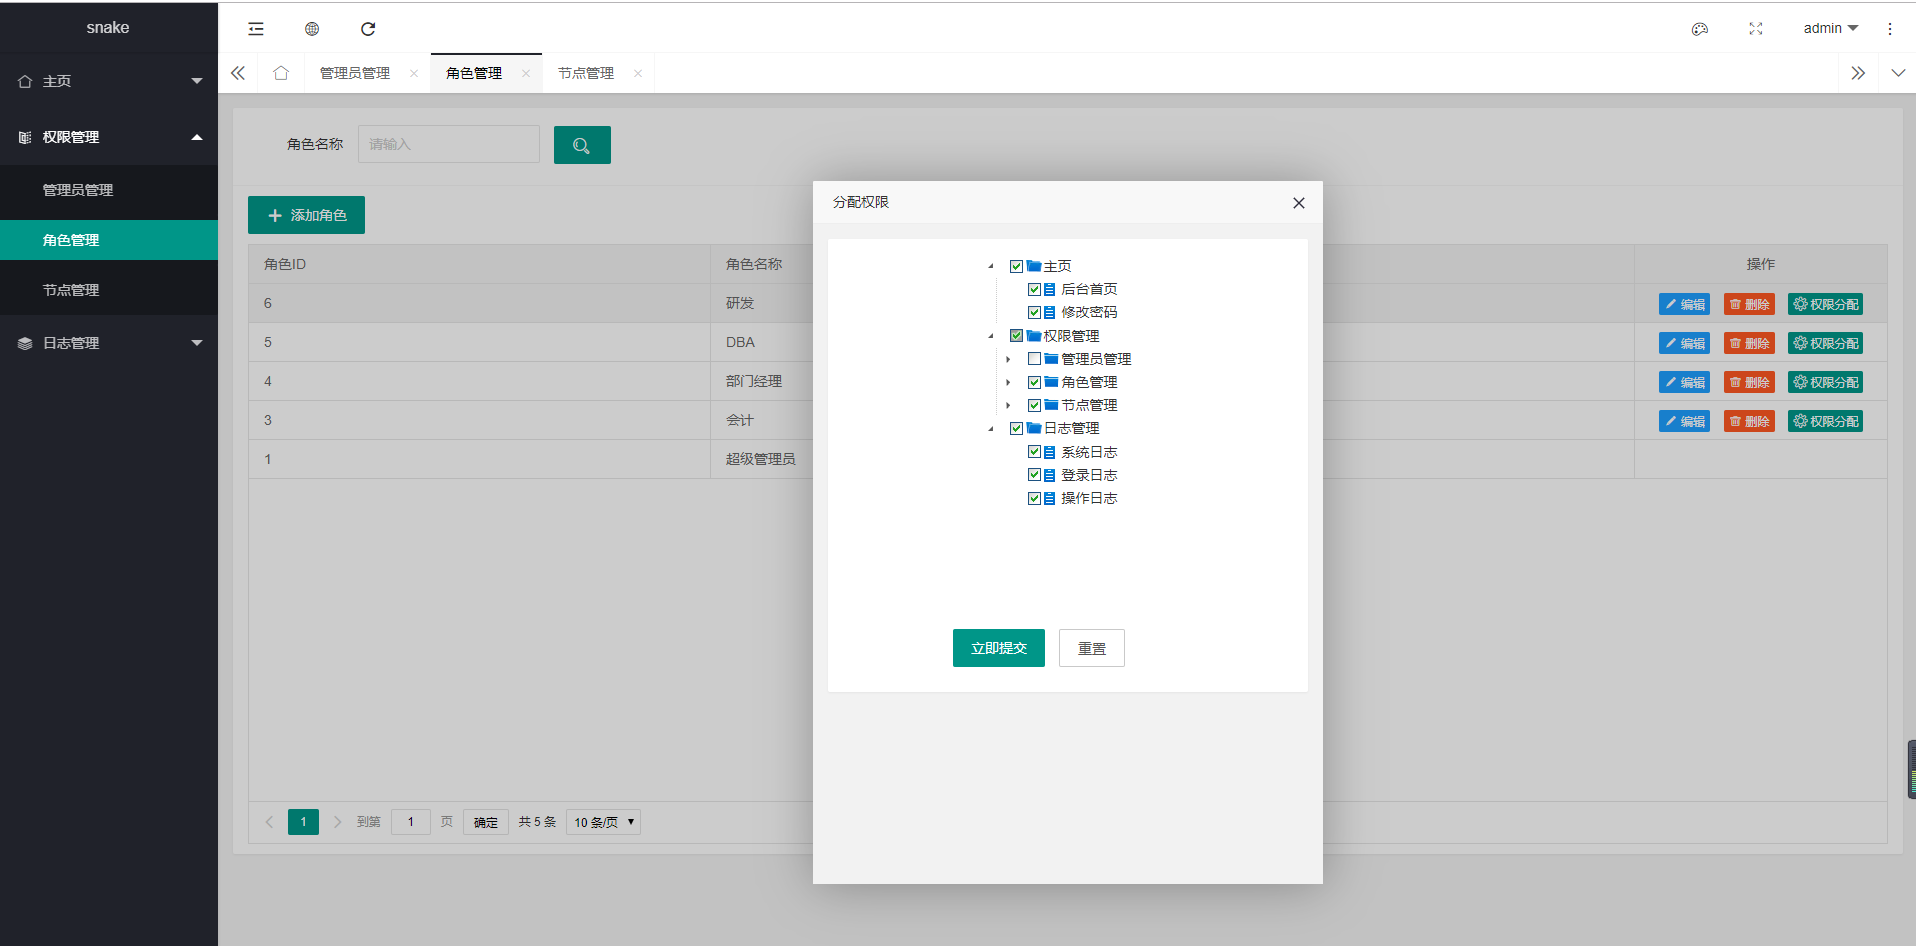 snake
admin
主页
权限管理
管理员管理
角色管理
节点管理
日志管理
管理员管理 角色管理 节点管理
角色名称 请输入
添加角色
角色ID 角色名称 操作
6 研发 编辑 删除 权限分配
5 DBA 编辑 删除 权限分配
4 部门经理 编辑 删除 权限分配
3 会计 编辑 删除 权限分配
1 超级管理员
1 到第 1 页 确定 共 5 条 10 条/页
分配权限
主页
后台首页
修改密码
权限管理
管理员管理
角色管理
节点管理
日志管理
系统日志
登录日志
操作日志
立即提交 重置